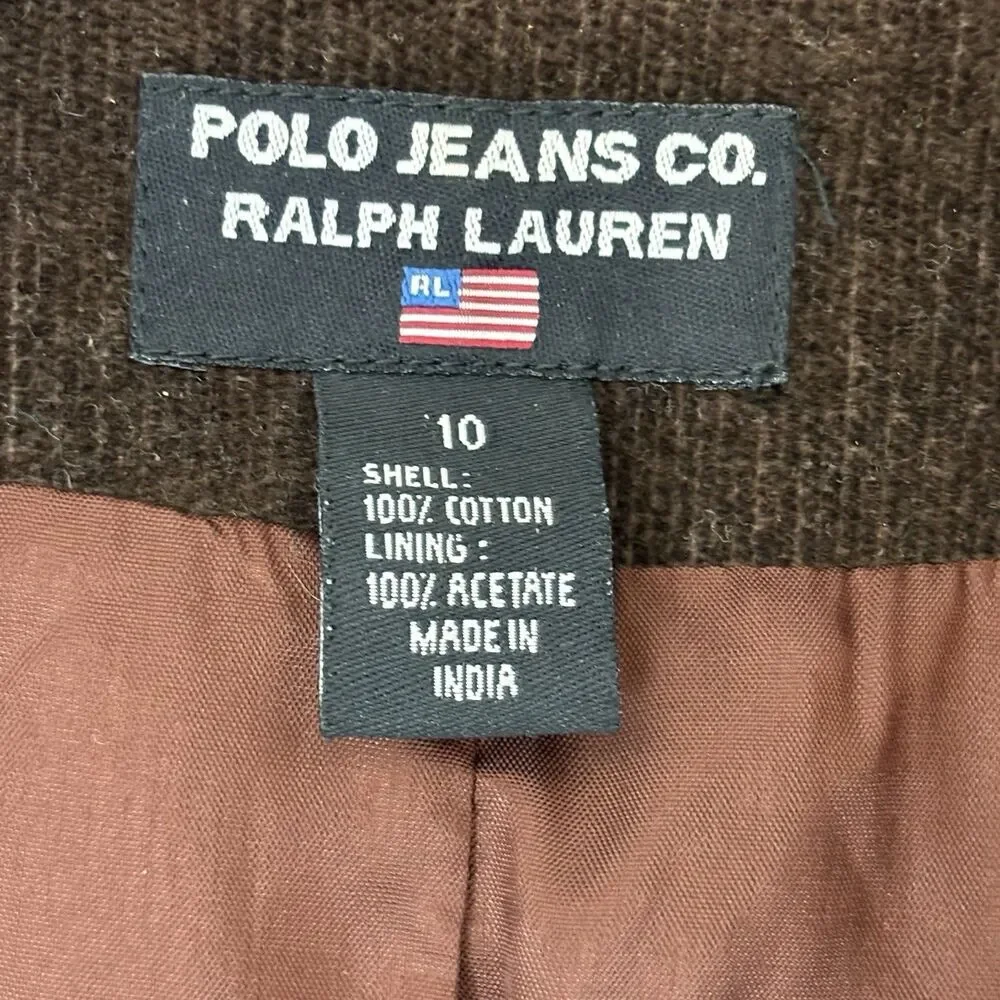 POLO JEANS CO.
RALPH LAUREN
RL
10
SHELL:
100% COTTON
LINING:
100% ACETATE
MADE IN
INDIA